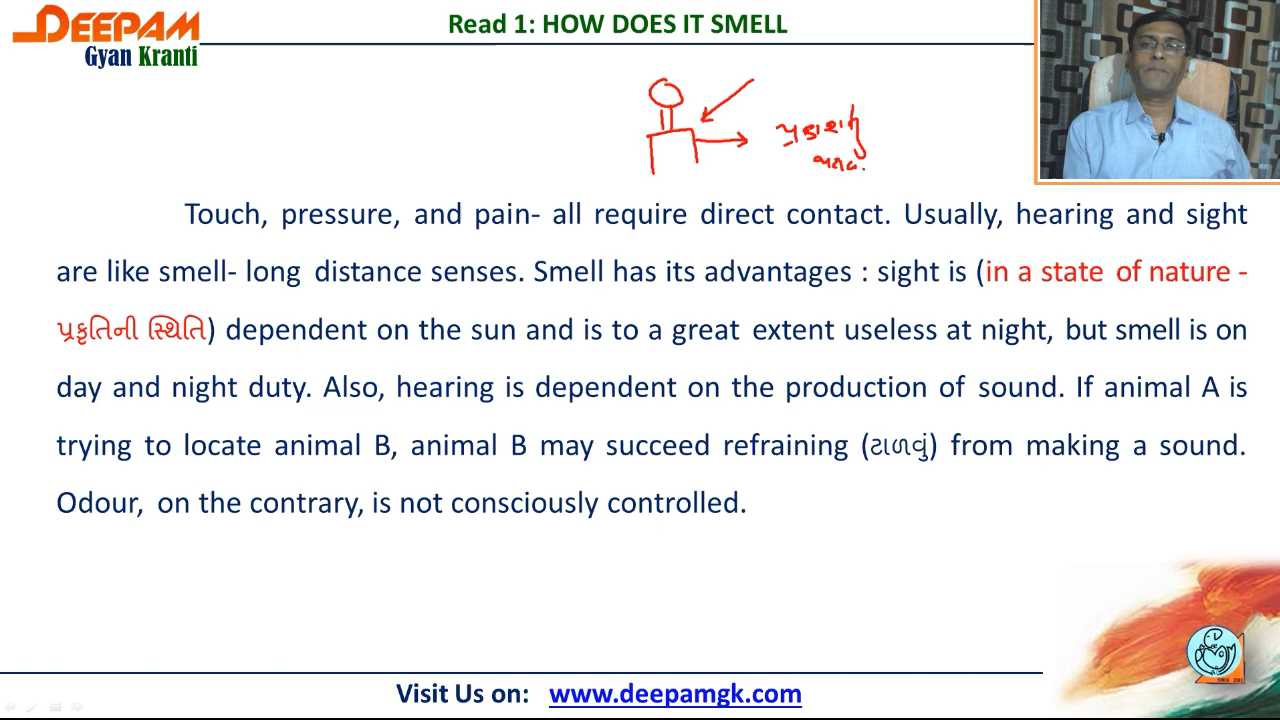 DEEPAM
Gyan Kranti
Read 1: HOW DOES IT SMELL
Touch, pressure, and pain- all require direct contact. Usually, hearing and sight
are like smell- long distance senses. Smell has its advantages : sight is (in a state of nature -
પ્રકૃતિની સ્થિતિ) dependent on the sun and is to a great extent useless at night, but smell is on
day and night duty. Also, hearing is dependent on the production of sound. If animal A is
trying to locate animal B, animal B may succeed refraining (ટાળવું) from making a sound.
Odour, on the contrary, is not consciously controlled.
Visit Us on: www.deepamgk.com